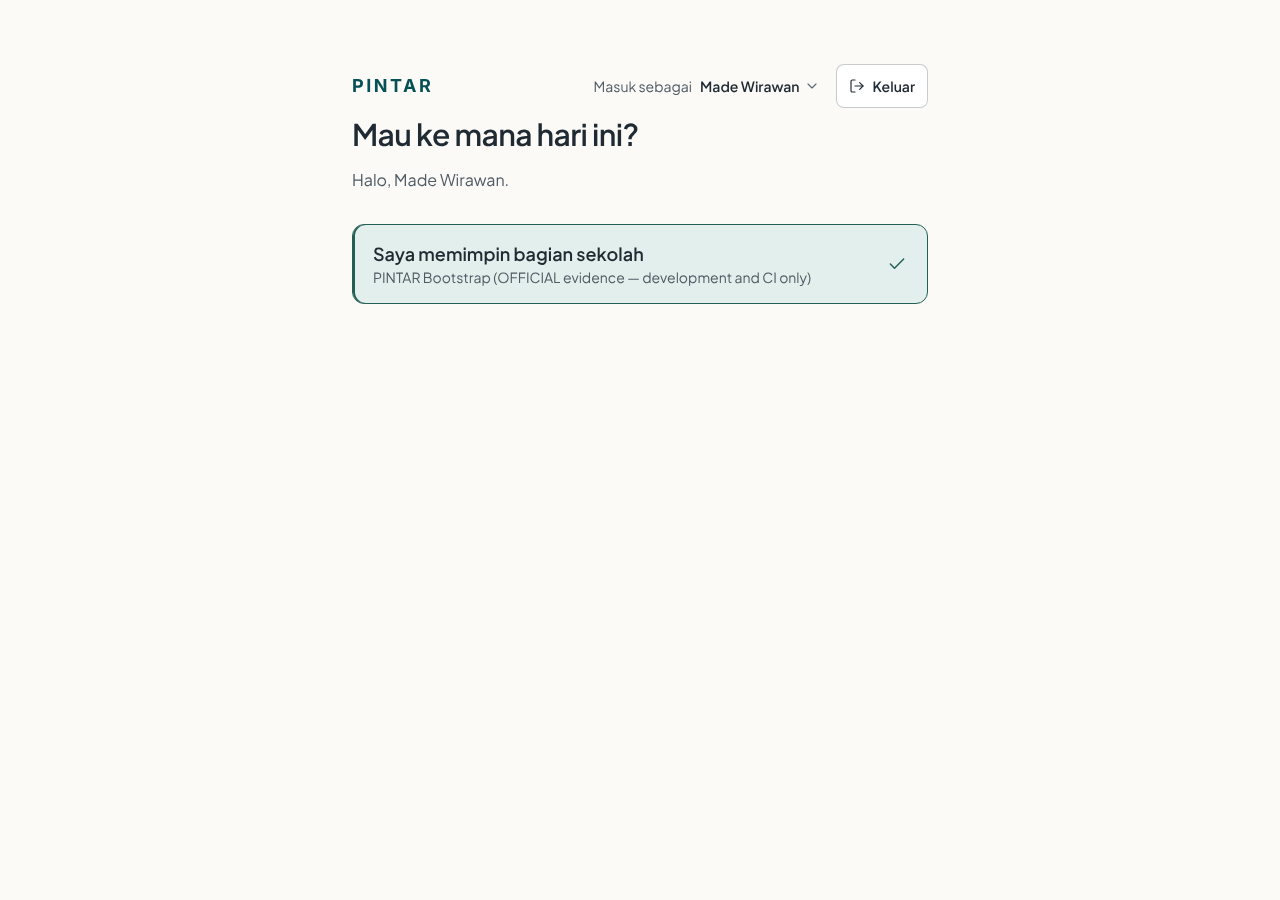 PINTAR
Masuk sebagai Made Wirawan
Keluar
Mau ke mana hari ini?
Halo, Made Wirawan.
Saya memimpin bagian sekolah
PINTAR Bootstrap (OFFICIAL evidence — development and CI only)